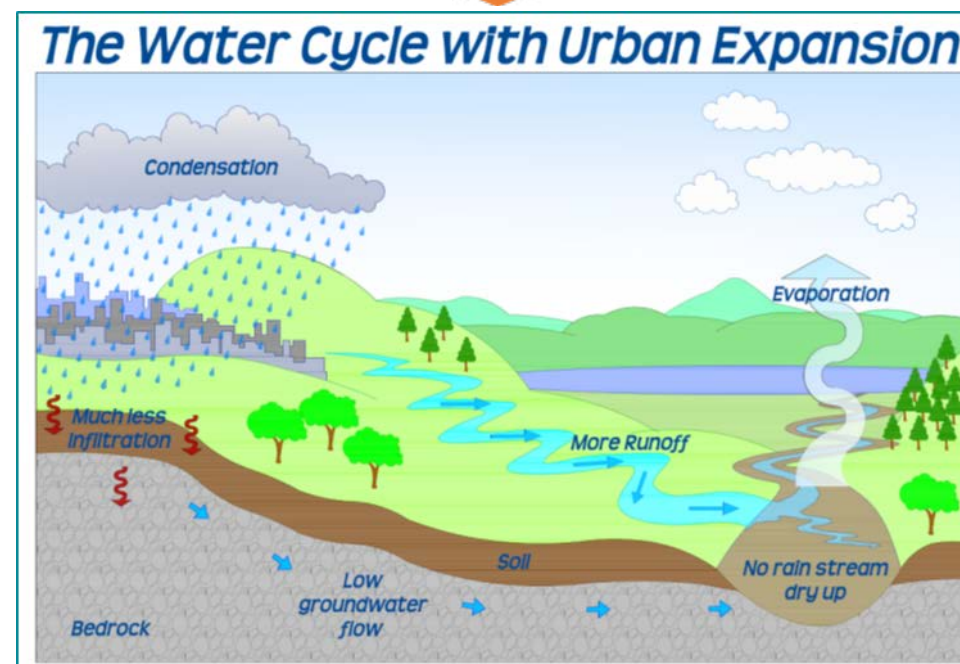 The Water Cycle with Urban Expansion
Condensation
Evaporation
Much less
infiltration
More Runoff
Soil
No rain stream
dry up
Low
groundwater
flow
Bedrock